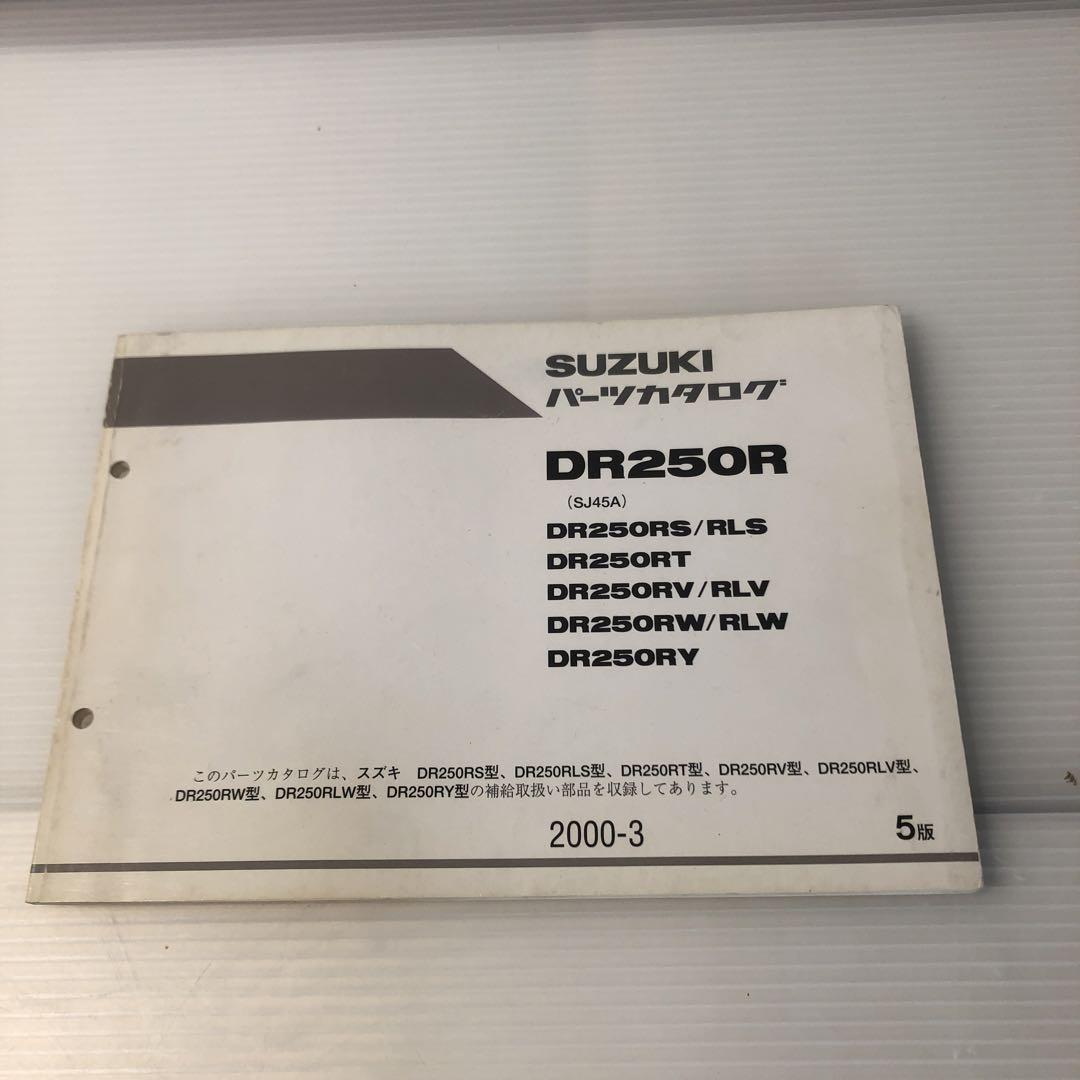 SUZUKI
パーツカタログ
DR250R
（SJ45A）
DR250RS/RLS
DR250RT
DR250RV/RLV
DR250RW/RLW
DR250RY
このパーツカタログは、スズキ　DR250RS型、DR250RLS型、DR250RT型、DR250RV型、DR250RLV型、
DR250RW型、DR250RLW型、DR250RY型の補給取扱い部品を収録してあります。
2000-3
5版